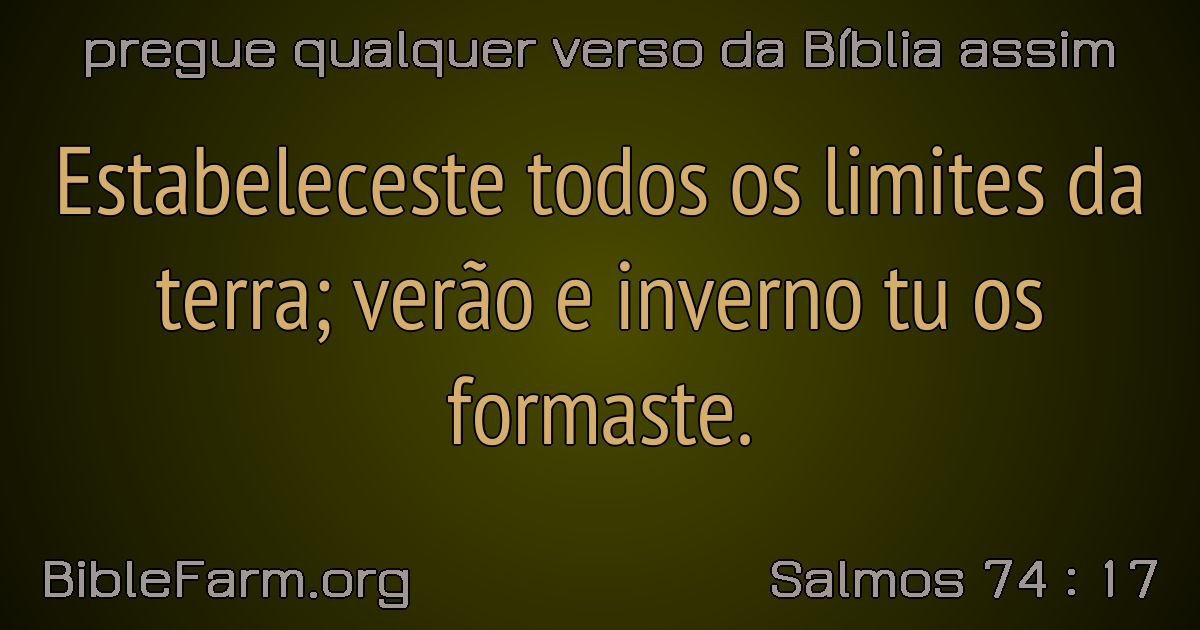 pregue qualquer verso da Bíblia assim
Estabeleceste todos os limites da
terra; verão e inverno tu os
formaste.
BibleFarm.org
Salmos 74 : 17